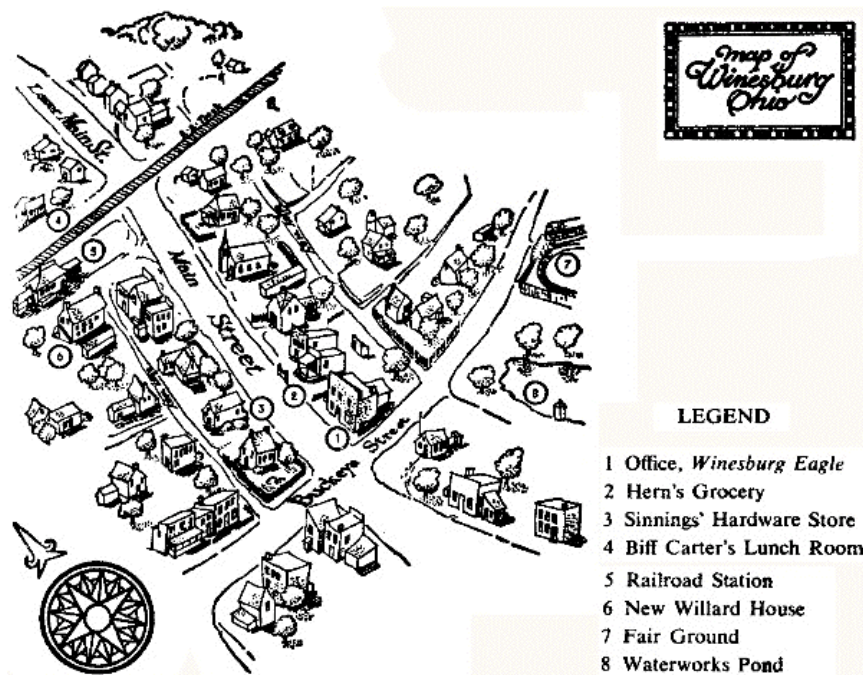 map of
Winesburg
Ohio
Lower Main St.
R.R. Track
Main
Street
Buckeye Street
4
5
7
6
8
2
3
1
LEGEND
1 Office, Winesburg Eagle
2 Hern's Grocery
3 Sinnings' Hardware Store
4 Biff Carter's Lunch Room
5 Railroad Station
6 New Willard House
7 Fair Ground
8 Waterworks Pond